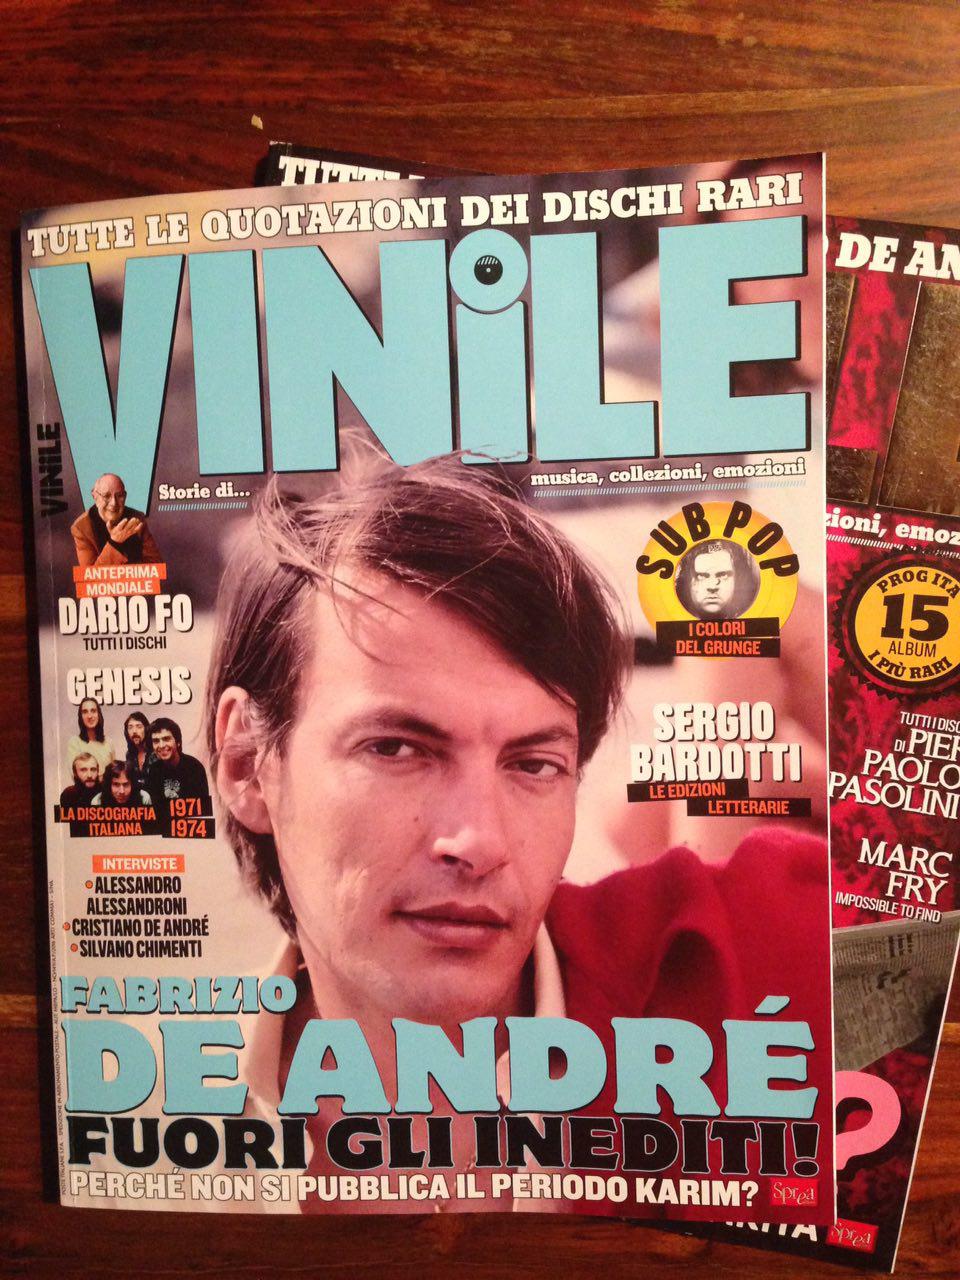 TUTTE LE QUOTAZIONI DEI DISCHI RARI
VINiLE
VINILE
Storie di...
musica, collezioni, emozioni
ANTEPRIMA
MONDIALE
DARIO FO
TUTTI I DISCHI
GENESIS
LA DISCOGRAFIA
ITALIANA
1971
1974
INTERVISTE
• ALESSANDRO
ALESSANDRONI
• CRISTIANO DE ANDRÉ
• SILVANO CHIMENTI
SUB POP
I COLORI
DEL GRUNGE
SERGIO
BARDOTTI
LE EDIZIONI
LETTERARIE
FABRIZIO
DE ANDRÉ
FUORI GLI INEDITI!
PERCHÉ NON SI PUBBLICA IL PERIODO KARIM?
Sprea
O DE AN
zioni, emoz
PROG ITA
15
ALBUM
I PIÙ RARI
TUTTI I DISC
di PIER
PAOLO
PASOLINI
MARC
FRY
IMPOSSIBLE TO FIND
?
Sprea